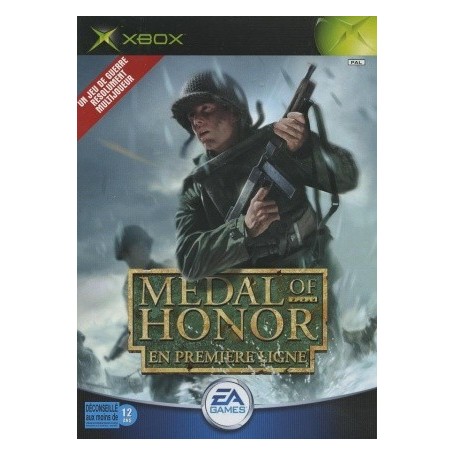 XBOX
PAL
UN JEU DE GUERRE
RÉSOLUMENT
MULTIJOUEUR
MEDAL OF
HONOR
EN PREMIÈRE LIGNE
EA
GAMES
DÉCONSEILLÉ
aux moins de
12
ANS